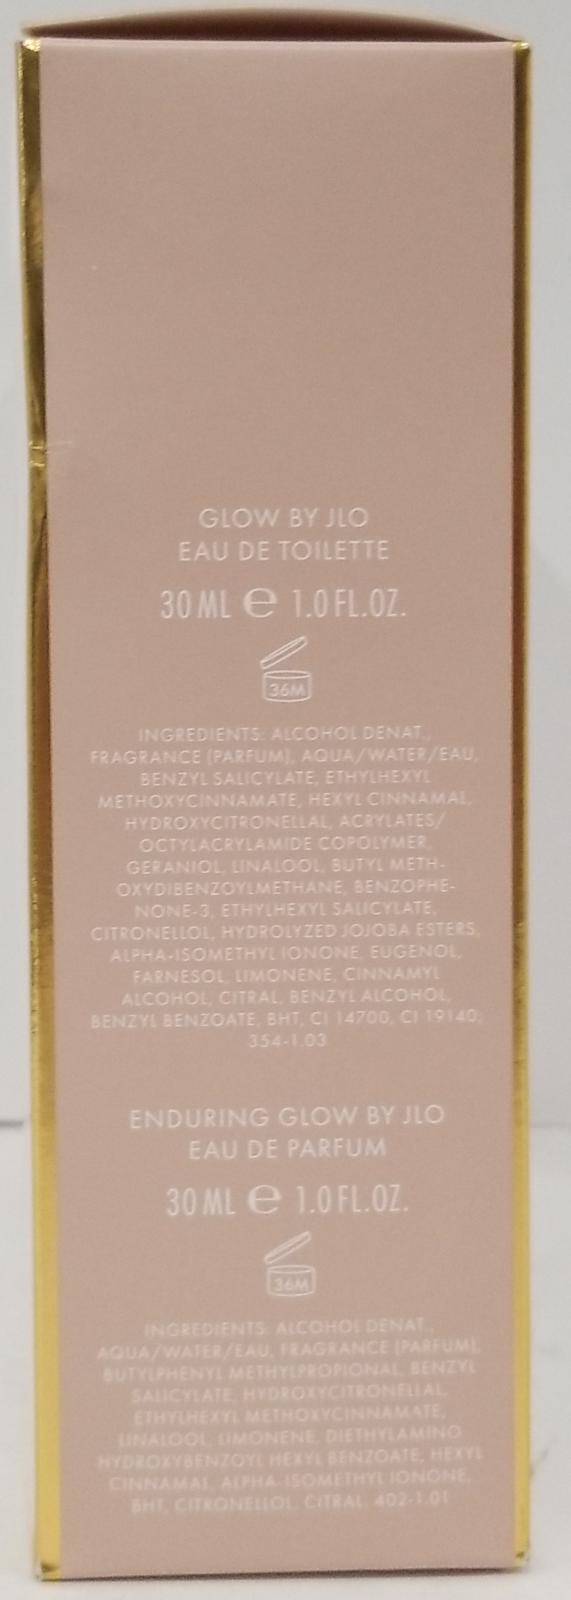 GLOW BY JLO
EAU DE TOILETTE
30 ML ℮ 1.0 FL.OZ.
36M
INGREDIENTS: ALCOHOL DENAT.,
FRAGRANCE (PARFUM), AQUA/WATER/EAU,
BENZYL SALICYLATE, ETHYLHEXYL
METHOXYCINNAMATE, HEXYL CINNAMAL,
HYDROXYCITRONELLAL, ACRYLATES/
OCTYLACRYLAMIDE COPOLYMER,
GERANIOL, LINALOOL, BUTYL METH-
OXYDIBENZOYLMETHANE, BENZOPHE-
NONE-3, ETHYLHEXYL SALICYLATE,
CITRONELLOL, HYDROLYZED JOJOBA ESTERS,
ALPHA-ISOMETHYL IONONE, EUGENOL,
FARNESOL, LIMONENE, CINNAMYL
ALCOHOL, CITRAL, BENZYL ALCOHOL,
BENZYL BENZOATE, BHT, CI 14700, CI 19140;
354-1.03
ENDURING GLOW BY JLO
EAU DE PARFUM
30 ML ℮ 1.0 FL.OZ.
36M
INGREDIENTS: ALCOHOL DENAT.,
AQUA/WATER/EAU, FRAGRANCE (PARFUM),
BUTYLPHENYL METHYLPROPIONAL, BENZYL
SALICYLATE, HYDROXYCITRONELLAL,
ETHYLHEXYL METHOXYCINNAMATE,
LINALOOL, LIMONENE, DIETHYLAMINO
HYDROXYBENZOYL HEXYL BENZOATE, HEXYL
CINNAMAL, ALPHA-ISOMETHYL IONONE,
BHT, CITRONELLOL, CITRAL. 402-1.01